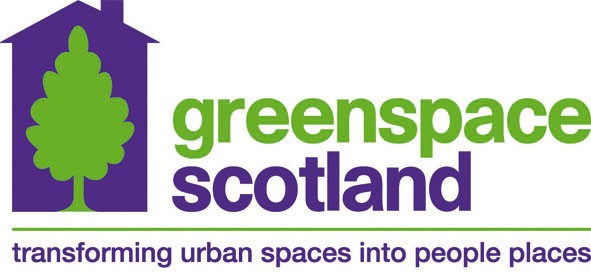 greenspace
scotland
transforming urban spaces into people places